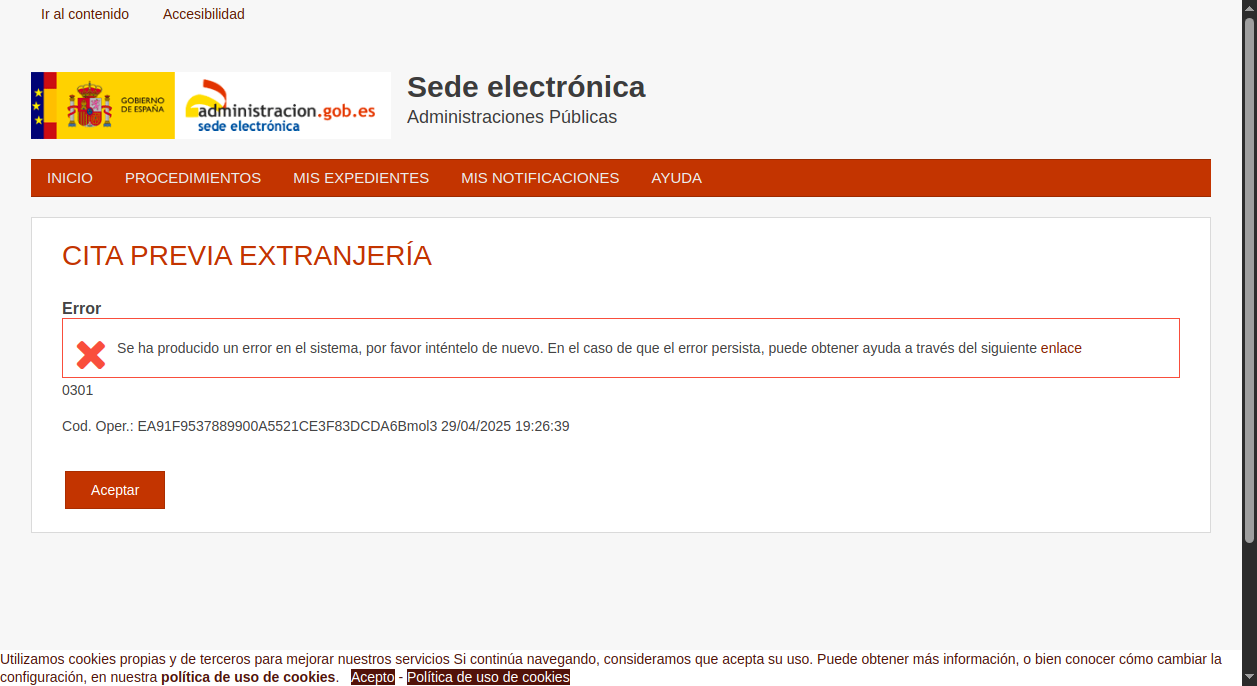 Ir al contenido Accesibilidad
GOBIERNO
DE ESPAÑA
administracion.gob.es
sede electrónica
Sede electrónica
Administraciones Públicas
INICIO PROCEDIMIENTOS MIS EXPEDIENTES MIS NOTIFICACIONES AYUDA
CITA PREVIA EXTRANJERÍA
Error
Se ha producido un error en el sistema, por favor inténtelo de nuevo. En el caso de que el error persista, puede obtener ayuda a través del siguiente enlace
0301
Cod. Oper.: EA91F9537889900A5521CE3F83DCDA6Bmol3 29/04/2025 19:26:39
Aceptar
Utilizamos cookies propias y de terceros para mejorar nuestros servicios Si continúa navegando, consideramos que acepta su uso. Puede obtener más información, o bien conocer cómo cambiar la
configuración, en nuestra política de uso de cookies. Acepto - Política de uso de cookies